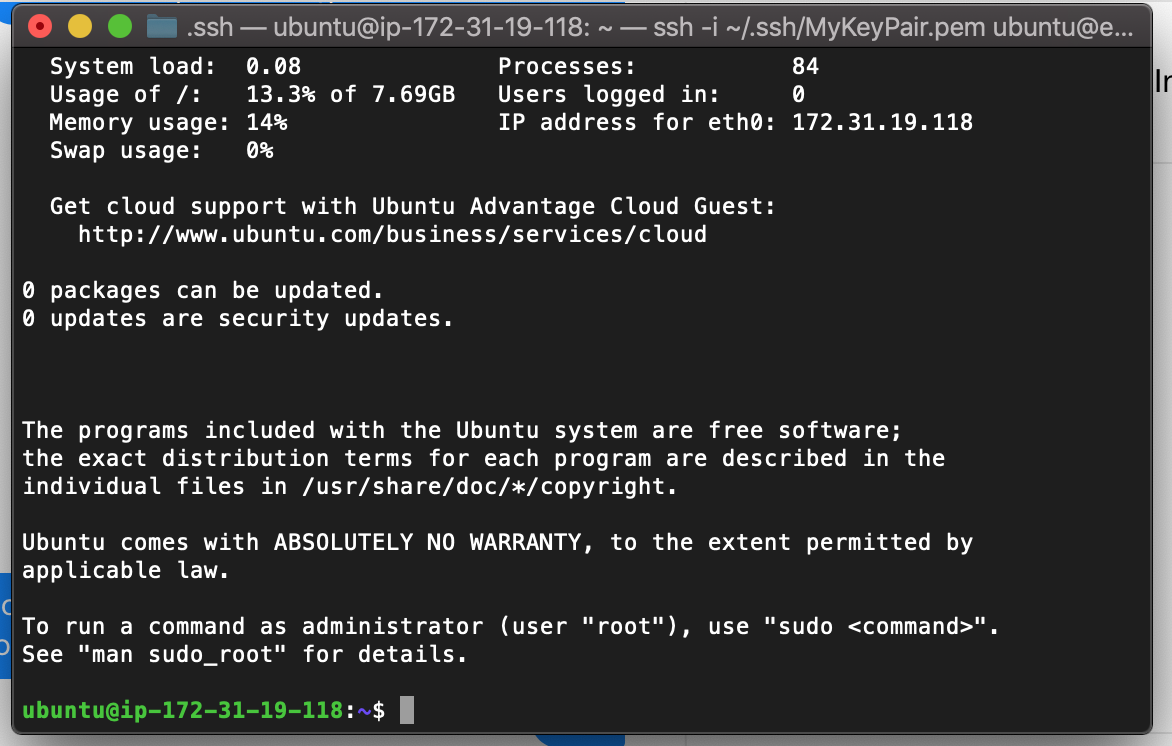 .ssh — ubuntu@ip-172-31-19-118: ~ — ssh -i ~/.ssh/MyKeyPair.pem ubuntu@e...
System load: 0.08 Processes: 84
Usage of /: 13.3% of 7.69GB Users logged in: 0
Memory usage: 14% IP address for eth0: 172.31.19.118
Swap usage: 0%
Get cloud support with Ubuntu Advantage Cloud Guest:
http://www.ubuntu.com/business/services/cloud
0 packages can be updated.
0 updates are security updates.
The programs included with the Ubuntu system are free software;
the exact distribution terms for each program are described in the
individual files in /usr/share/doc/*/copyright.
Ubuntu comes with ABSOLUTELY NO WARRANTY, to the extent permitted by
applicable law.
To run a command as administrator (user "root"), use "sudo <command>".
See "man sudo_root" for details.
ubuntu@ip-172-31-19-118:~$